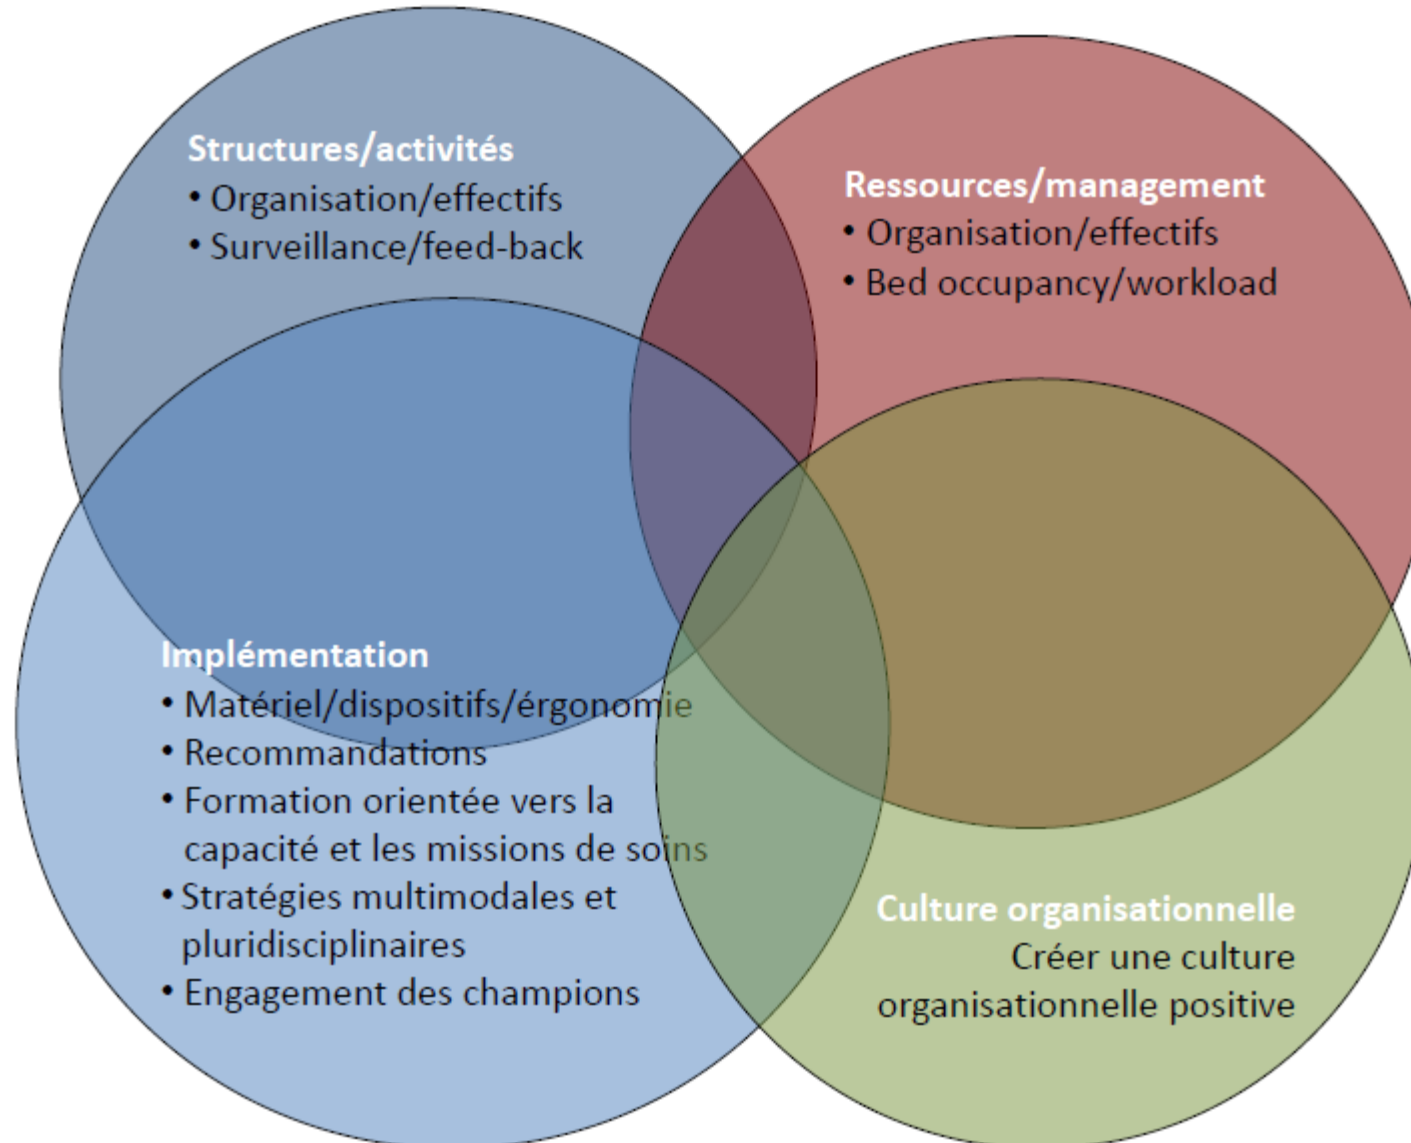 Structures/activités
• Organisation/effectifs
• Surveillance/feed-back
Ressources/management
• Organisation/effectifs
• Bed occupancy/workload
Implémentation
• Matériel/dispositifs/érgonomie
• Recommandations
• Formation orientée vers la
capacité et les missions de soins
• Stratégies multimodales et
pluridisciplinaires
• Engagement des champions
Culture organisationnelle
Créer une culture
organisationnelle positive